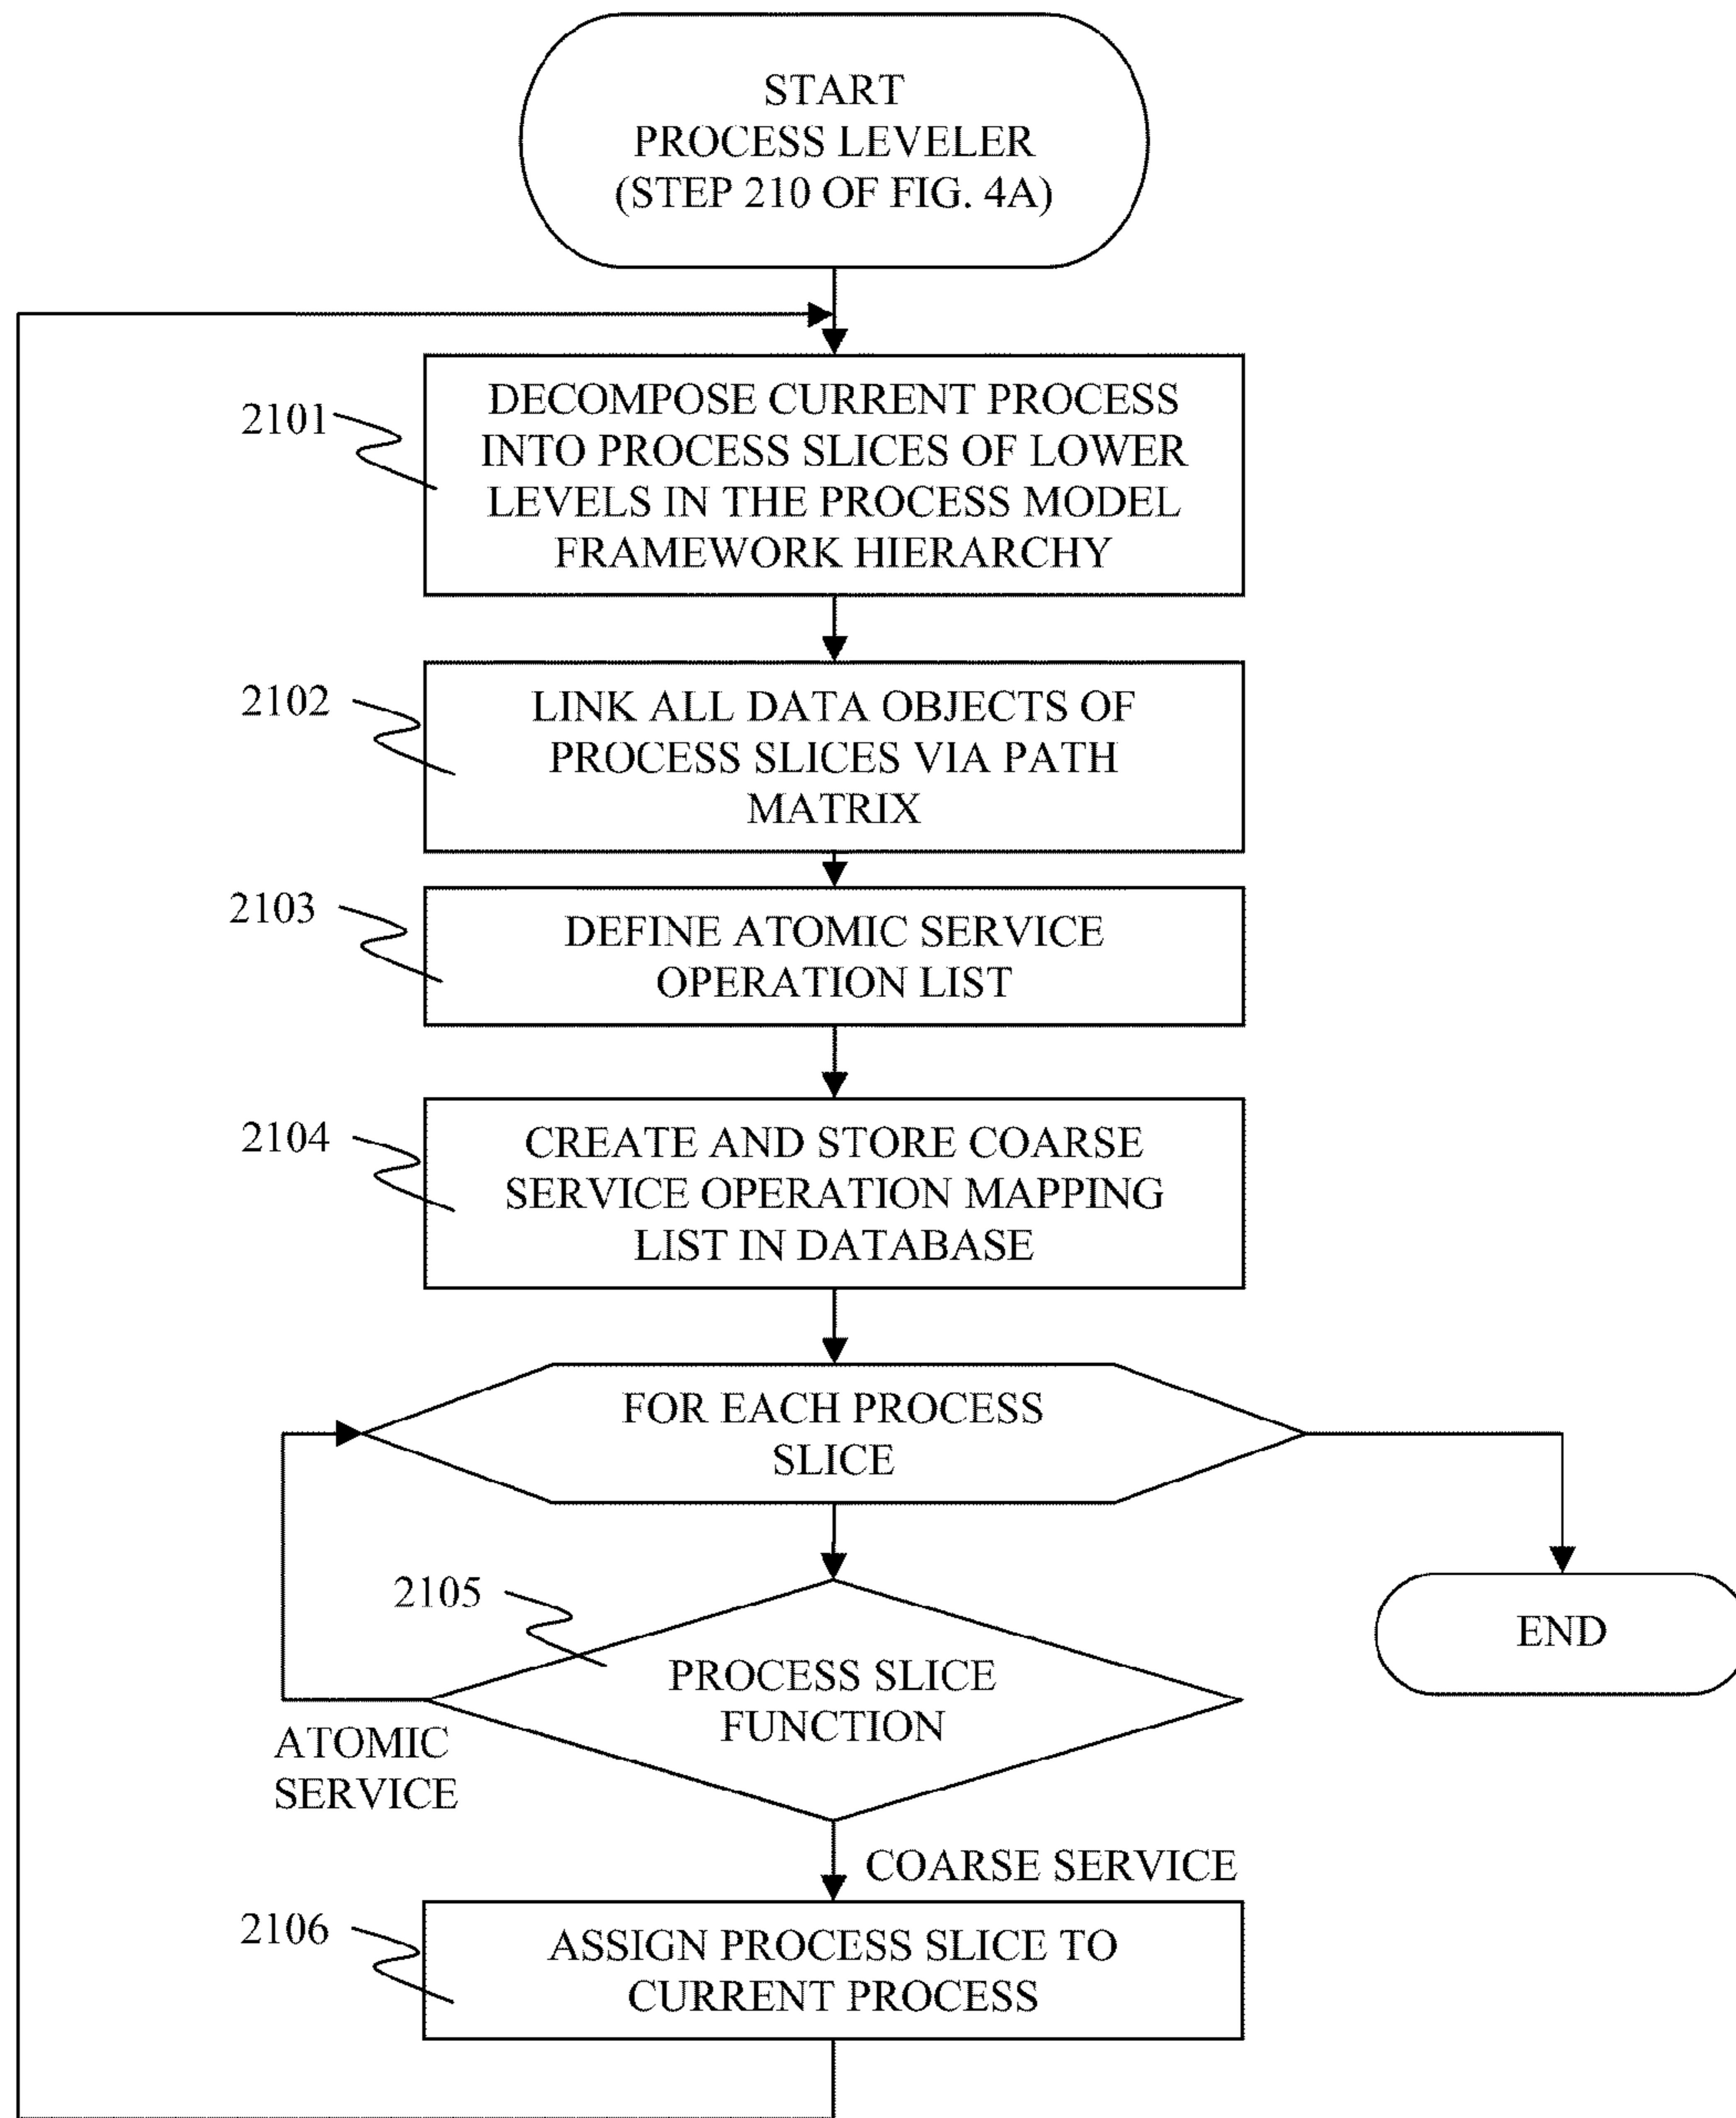 START
PROCESS LEVELER
(STEP 210 OF FIG. 4A)
2101
DECOMPOSE CURRENT PROCESS
INTO PROCESS SLICES OF LOWER
LEVELS IN THE PROCESS MODEL
FRAMEWORK HIERARCHY
2102
LINK ALL DATA OBJECTS OF
PROCESS SLICES VIA PATH
MATRIX
2103
DEFINE ATOMIC SERVICE
OPERATION LIST
2104
CREATE AND STORE COARSE
SERVICE OPERATION MAPPING
LIST IN DATABASE
FOR EACH PROCESS
SLICE
2105
PROCESS SLICE
FUNCTION
END
ATOMIC
SERVICE
COARSE SERVICE
2106
ASSIGN PROCESS SLICE TO
CURRENT PROCESS